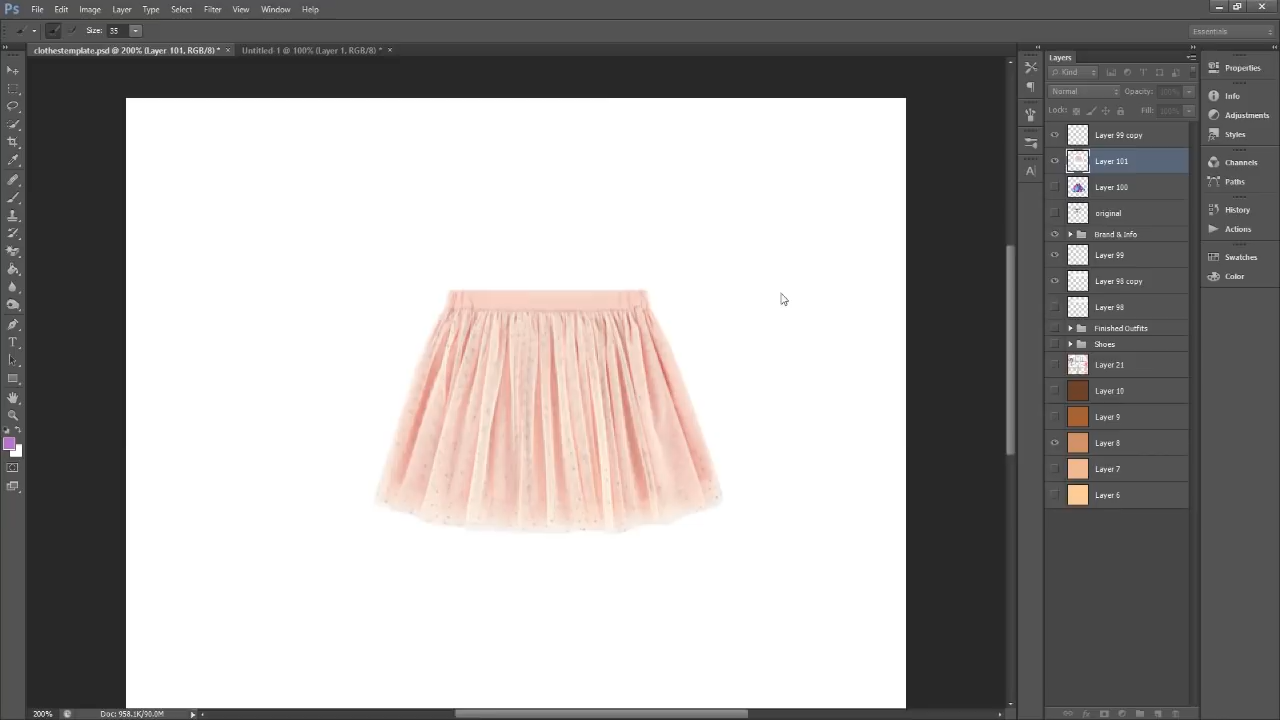 Ps File Edit Image Layer Type Select Filter View Window Help
Size: 35
Essentials
clothestemplate.psd @ 200% (Layer 101, RGB/8) * ×
Untitled-1 @ 100% (Layer 1, RGB/8) * ×
Layers
Kind
Normal Opacity: 100%
Lock: Fill: 100%
Layer 99 copy
Layer 101
Layer 100
original
Brand & Info
Layer 99
Layer 98 copy
Layer 98
Finished Outfits
Shoes
Layer 21
Layer 10
Layer 9
Layer 8
Layer 7
Layer 6
Properties
Info
Adjustments
Styles
Channels
Paths
History
Actions
Swatches
Color
200% Doc: 958.1K/90.0M